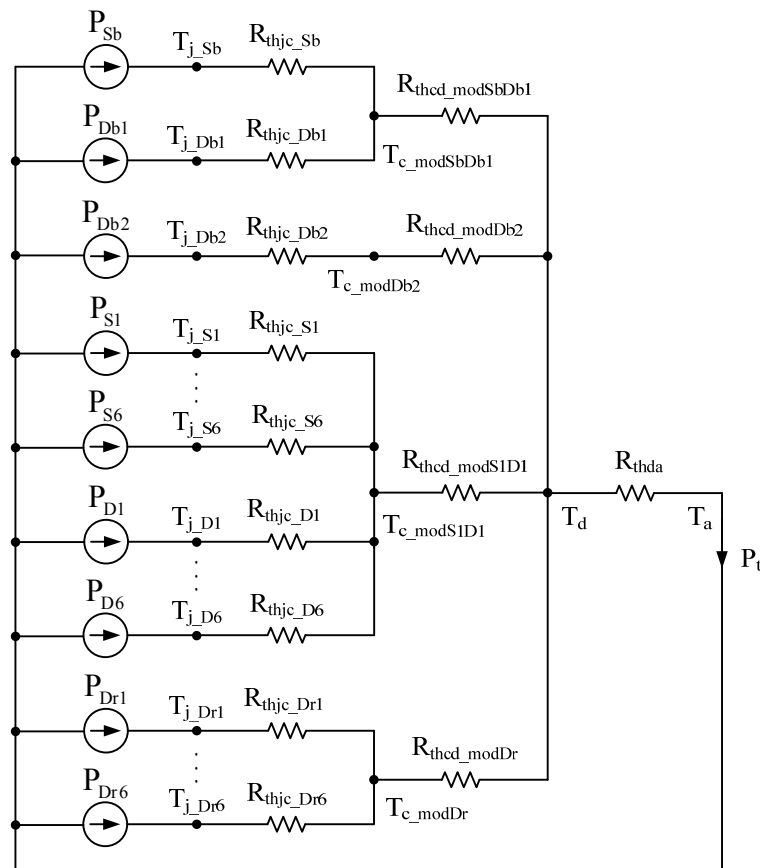 P_Sb T_j_Sb R_thjc_Sb
R_thcd_modSbDb1
P_Db1 T_j_Db1 R_thjc_Db1
T_c_modSbDb1
P_Db2 T_j_Db2 R_thjc_Db2 R_thcd_modDb2
T_c_modDb2
P_S1 T_j_S1 R_thjc_S1
P_S6 T_j_S6 R_thjc_S6
R_thcd_modS1D1 R_thda
P_D1 T_j_D1 R_thjc_D1 T_c_modS1D1 T_d T_a
P_t
P_D6 T_j_D6 R_thjc_D6
P_Dr1 T_j_Dr1 R_thjc_Dr1
R_thcd_modDr
P_Dr6 T_j_Dr6 R_thjc_Dr6
T_c_modDr